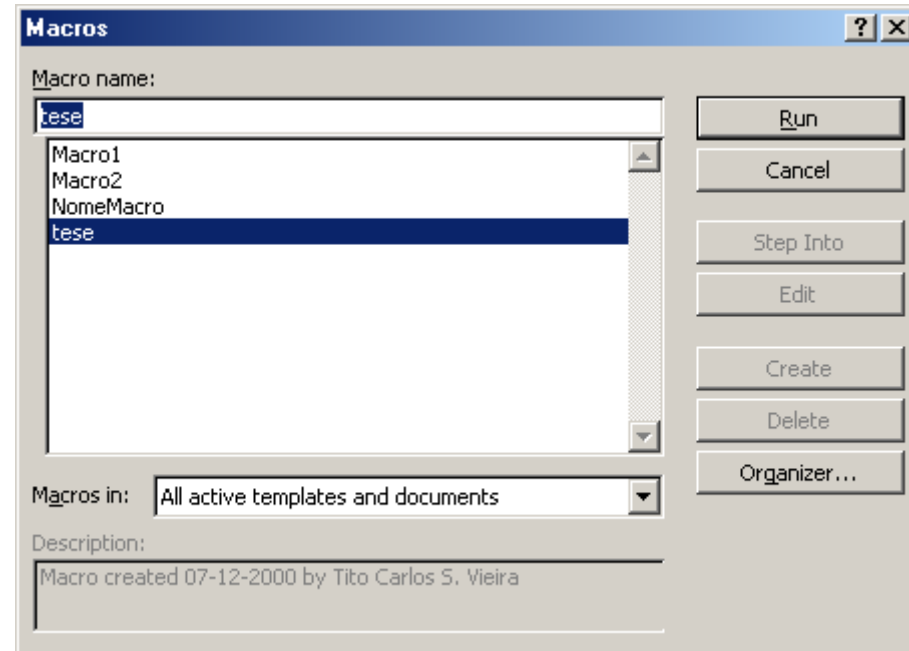 Macros
Macro name:
tese
Macro1
Macro2
NomeMacro
tese
Run
Cancel
Step Into
Edit
Create
Delete
Organizer...
Macros in: All active templates and documents
Description:
Macro created 07-12-2000 by Tito Carlos S. Vieira